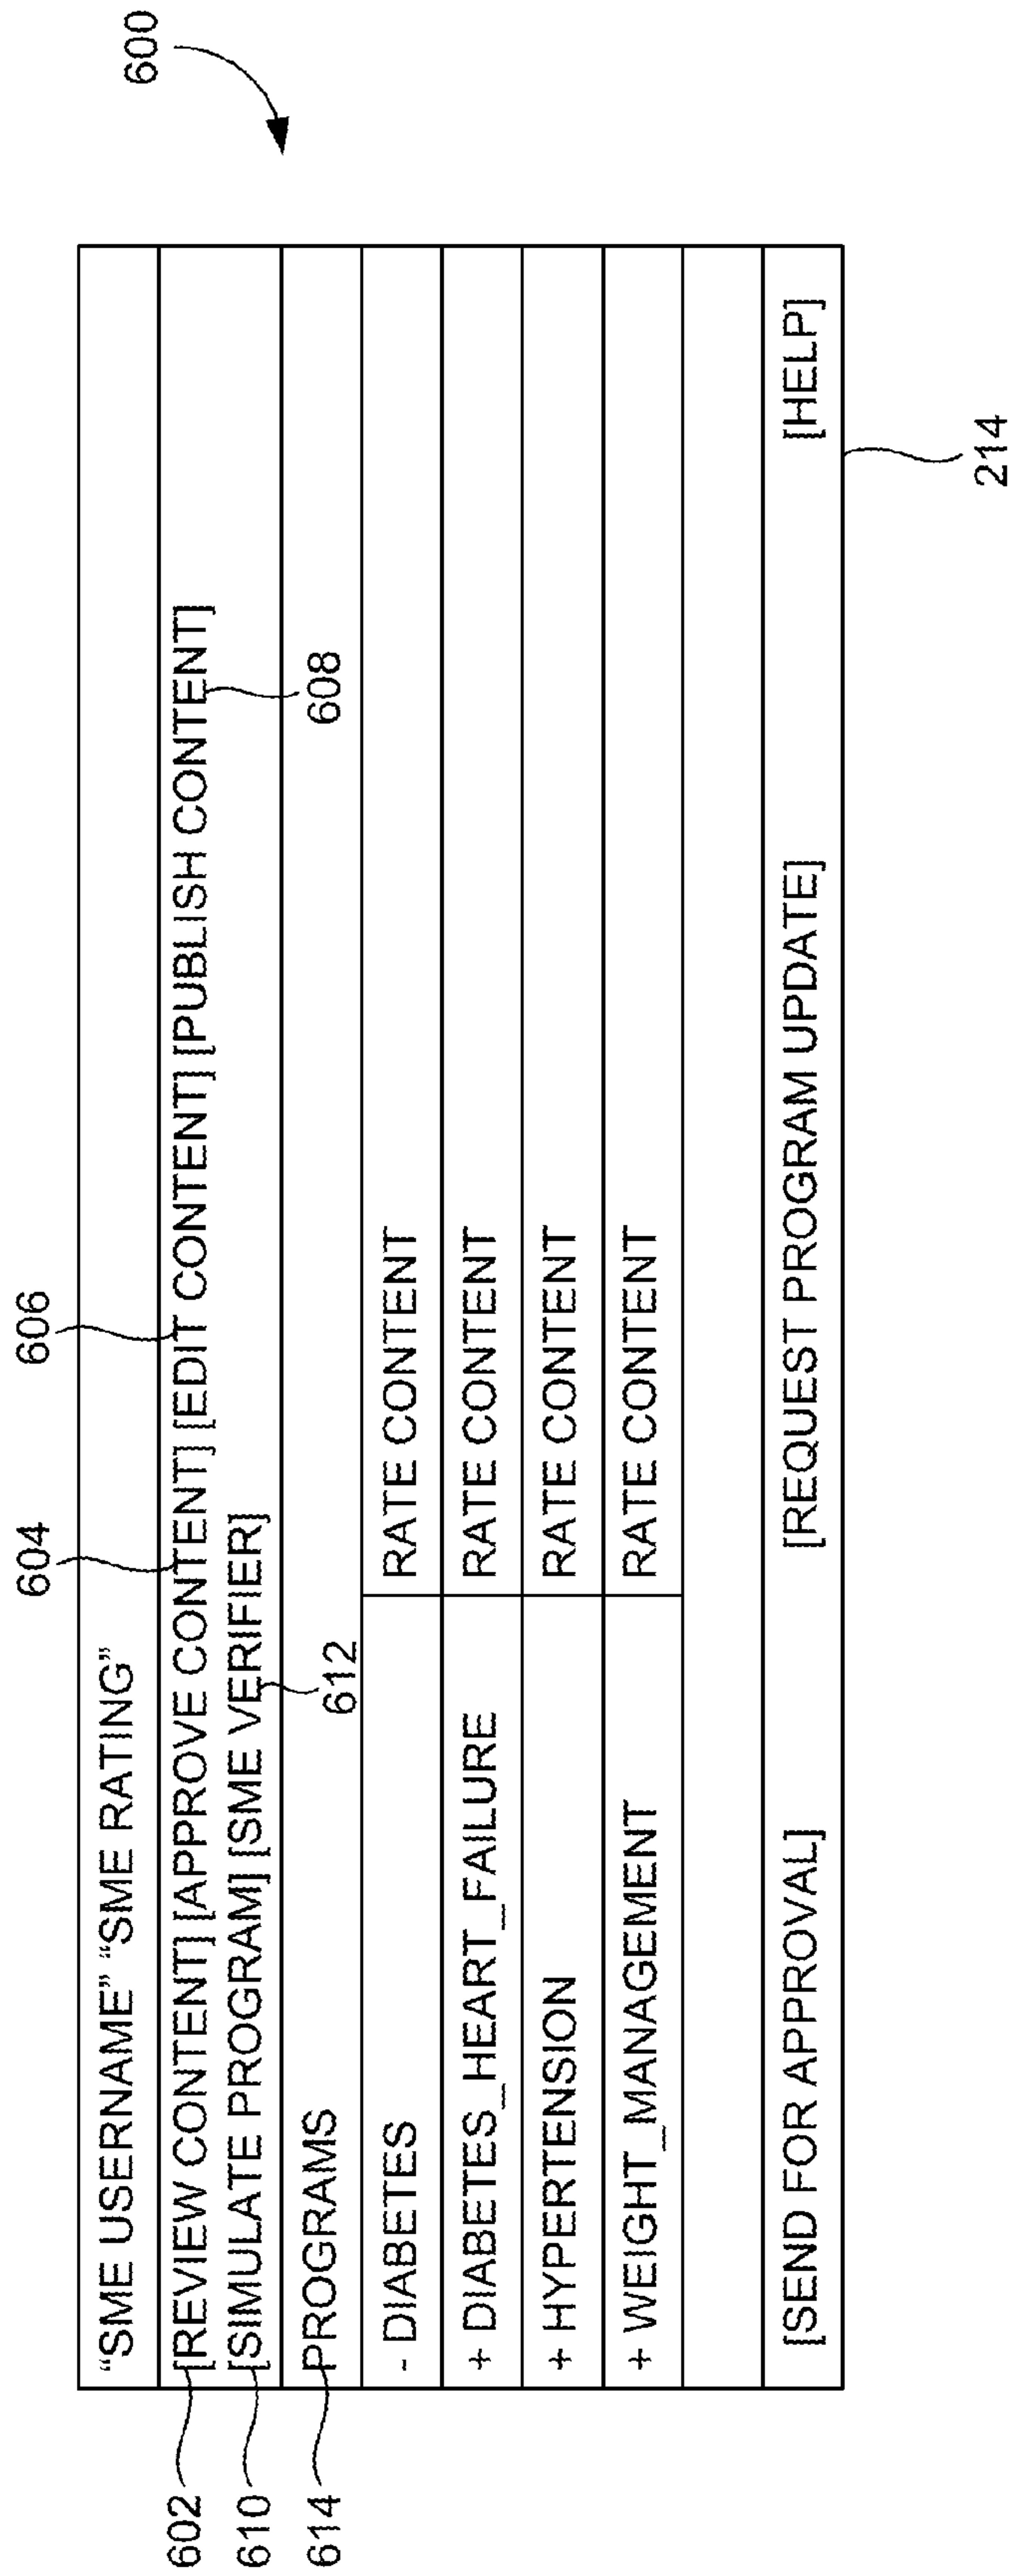 600
604 606
"SME USERNAME" "SME RATING"
602 [REVIEW CONTENT] [APPROVE CONTENT] [EDIT CONTENT] [PUBLISH CONTENT]
610 [SIMULATE PROGRAM] [SME VERIFIER]
614 PROGRAMS 612 608
- DIABETES RATE CONTENT
+ DIABETES_HEART_FAILURE RATE CONTENT
+ HYPERTENSION RATE CONTENT
+ WEIGHT_MANAGEMENT RATE CONTENT
[SEND FOR APPROVAL] [REQUEST PROGRAM UPDATE] [HELP]
214